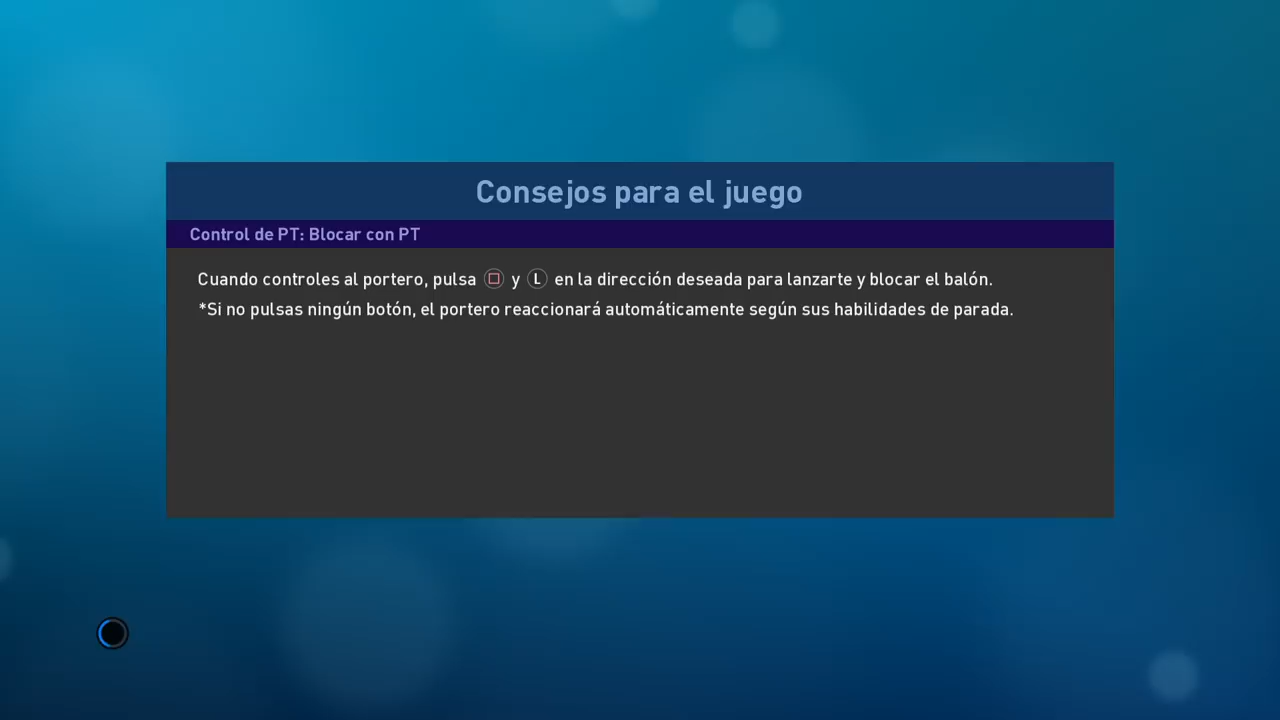 Consejos para el juego
Control de PT: Blocar con PT
Cuando controles al portero, pulsa □ y L en la dirección deseada para lanzarte y blocar el balón.
*Si no pulsas ningún botón, el portero reaccionará automáticamente según sus habilidades de parada.